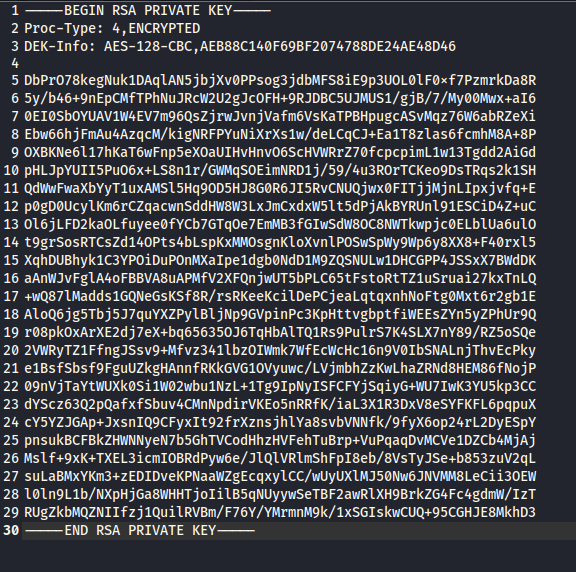 1 -----BEGIN RSA PRIVATE KEY-----
2 Proc-Type: 4,ENCRYPTED
3 DEK-Info: AES-128-CBC,AEB88C140F69BF2074788DE24AE48D46
4
5 DbPrO78kegNuk1DAqlAN5jbjXv0PPsog3jdbMFS8iE9p3UOL0lF0×f7PzmrkDa8R
6 5y/b46+9nEpCMfTPhNuJRcW2U2gJcOFH+9RJDBC5UJMUS1/gjB/7/My00Mwx+aI6
7 0EI0SbOYUAV1W4EV7m96QsZjrwJvnjVafm6VsKaTPBHpugcASvMqz76W6abRZeXi
8 Ebw66hjFmAu4AzqcM/kigNRFPYuNiXrXs1w/deLCqCJ+Ea1T8zlas6fcmhM8A+8P
9 OXBKNe6l17hKaT6wFnp5eXOaUIHvHnvO6ScHVWRrZ70fcpcpimL1w13Tgdd2AiGd
10 pHLJpYUII5PuO6x+LS8n1r/GWMqSOEimNRD1j/59/4u3ROrTCKeo9DsTRqs2k1SH
11 QdWwFwaXbYyT1uxAMSl5Hq9OD5HJ8G0R6JI5RvCNUQjwx0FITjjMjnLIpxjvfq+E
12 p0gD0UcylKm6rCZqacwnSddHW8W3LxJmCxdxW5lt5dPjAkBYRUnl91ESCiD4Z+uC
13 Ol6jLFD2kaOLfuyee0fYCb7GTqOe7EmMB3fGIwSdW8OC8NWTkwpjc0ELblUa6ulO
14 t9grSosRTCsZd14OPts4bLspKxMMOsgnKloXvnlPOSwSpWy9Wp6y8XX8+F40rxl5
15 XqhDUBhyk1C3YPOiDuPOnMXaIpe1dgb0NdD1M9ZQSNULw1DHCGPP4JSSxX7BWdDK
16 aAnWJvFglA4oFBBVA8uAPMfV2XFQnjwUT5bPLC65tFstoRtTZ1uSruai27kxTnLQ
17 +wQ87lMadds1GQNeGsKSf8R/rsRKeeKcilDePCjeaLqtqxnhNoFtg0Mxt6r2gb1E
18 AloQ6jg5Tbj5J7quYXZPylBljNp9GVpinPc3KpHttvgbptfiWEEsZYn5yZPhUr9Q
19 r08pkOxArXE2dj7eX+bq65635OJ6TqHbAlTQ1Rs9PulrS7K4SLX7nY89/RZ5oSQe
20 2VWRyTZ1FfngJSsv9+Mfvz341lbzOIWmk7WfEcWcHc16n9V0IbSNALnjThvEcPky
21 e1BsfSbsf9FguUZkgHAnnfRKkGVG1OVyuwc/LVjmbhZzKwLhaZRNd8HEM86fNojP
22 09nVjTaYtWUXk0Si1W02wbu1NzL+1Tg9IpNyISFCFYjSqiyG+WU7IwK3YU5kp3CC
23 dYScz63Q2pQafxfSbuv4CMnNpdirVKEo5nRRfK/iaL3X1R3DxV8eSYFKFL6pqpuX
24 cY5YZJGAp+JxsnIQ9CFyxIt92frXznsjhlYa8svbVNNfk/9fyX6op24rL2DyESpY
25 pnsukBCFBkZHWNNyeN7b5GhTVCodHhzHVFehTuBrp+VuPqaqDvMCVe1DZCb4MjAj
26 Mslf+9xK+TXEL3icmIOBRdPyw6e/JlQlVRlmShFpI8eb/8VsTyJSe+b853zuV2qL
27 suLaBMxYKm3+zEDIDveKPNaaWZgEcqxylCC/wUyUXlMJ50Nw6JNVMM8LeCii3OEW
28 l0ln9L1b/NXpHjGa8WHHTjoIilB5qNUyywSeTBF2awRlXH9BrkZG4Fc4gdmW/IzT
29 RUgZkbMQZNIIfzj1QuilRVBm/F76Y/YMrmnM9k/1xSGIskwCUQ+95CGHJE8MkhD3
30 -----END RSA PRIVATE KEY-----